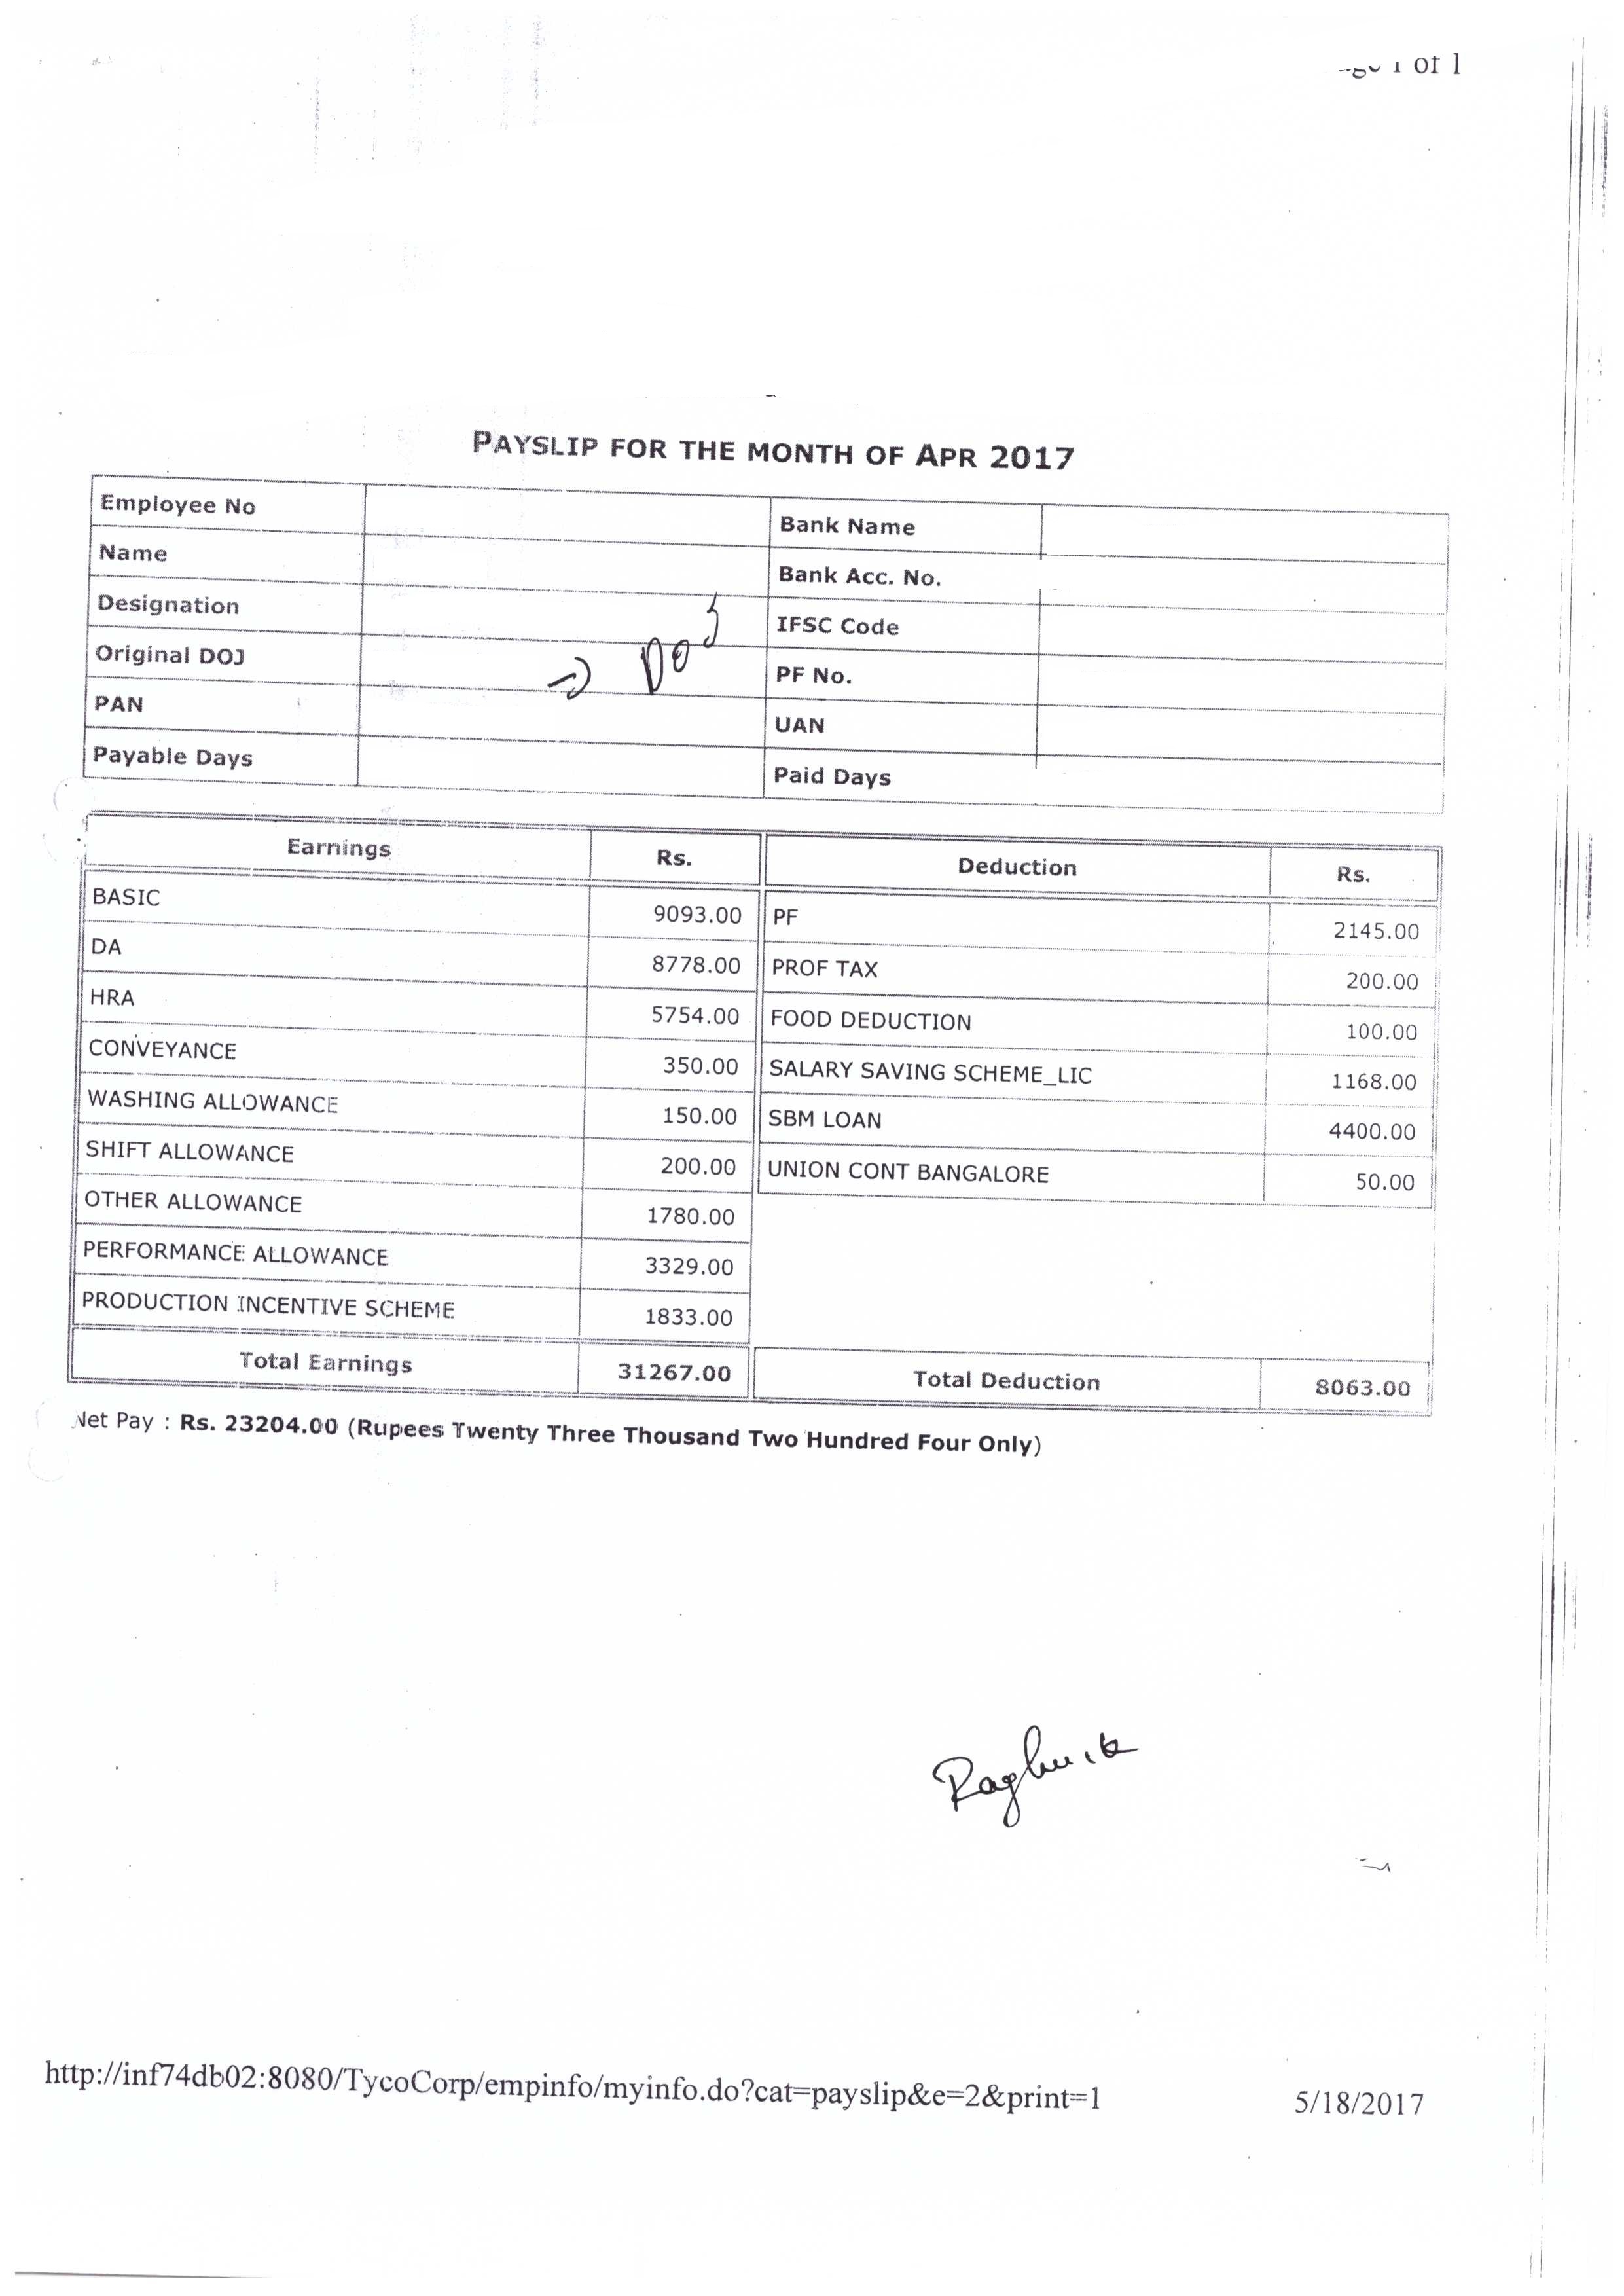 1 of 1
PAYSLIP FOR THE MONTH OF APR 2017
Employee No Bank Name
Name Bank Acc. No.
Designation IFSC Code
Original DOJ => DOJ PF No.
PAN UAN
Payable Days Paid Days
Earnings Rs. Deduction Rs.
BASIC 9093.00 PF 2145.00
DA 8778.00 PROF TAX 200.00
HRA 5754.00 FOOD DEDUCTION 100.00
CONVEYANCE 350.00 SALARY SAVING SCHEME_LIC 1168.00
WASHING ALLOWANCE 150.00 SBM LOAN 4400.00
SHIFT ALLOWANCE 200.00 UNION CONT BANGALORE 50.00
OTHER ALLOWANCE 1780.00
PERFORMANCE ALLOWANCE 3329.00
PRODUCTION INCENTIVE SCHEME 1833.00
Total Earnings 31267.00 Total Deduction 8063.00
Net Pay : Rs. 23204.00 (Rupees Twenty Three Thousand Two Hundred Four Only)
http://inf74db02:8080/TycoCorp/empinfo/myinfo.do?cat=payslip&e=2&print=1 5/18/2017